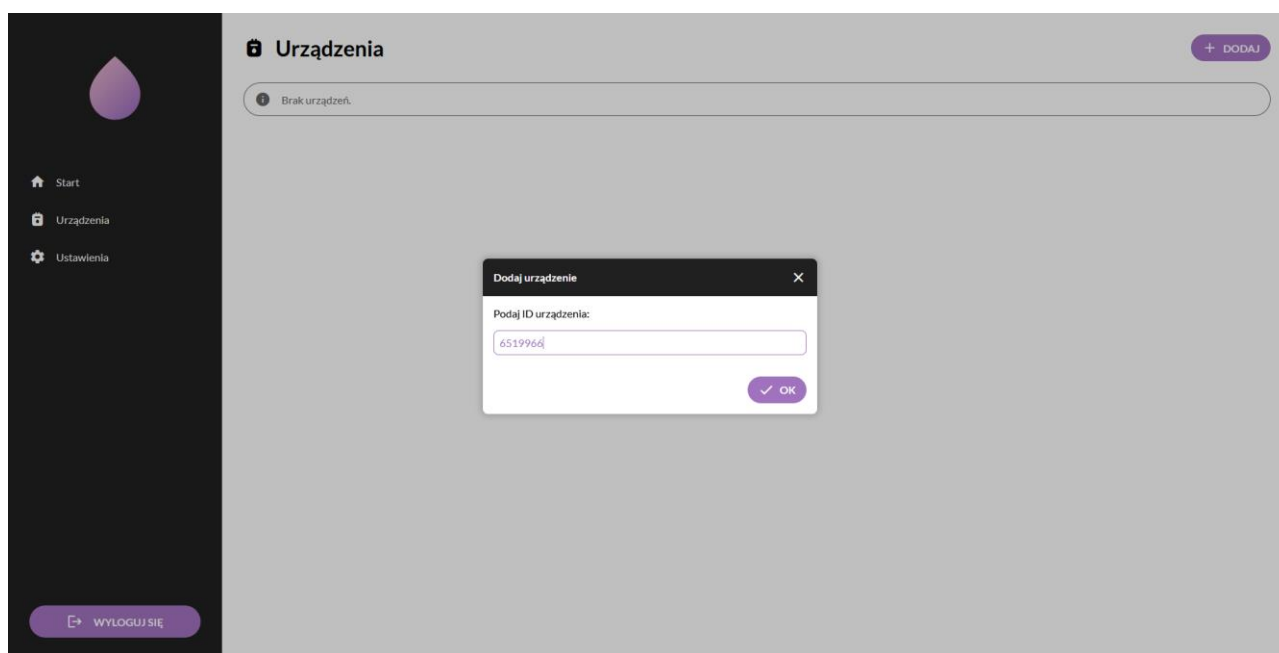 Urządzenia
+ DODAJ
Brak urządzeń.
Start
Urządzenia
Ustawienia
Dodaj urządzenie
Podaj ID urządzenia:
6519966
OK
WYLOGUJ SIĘ